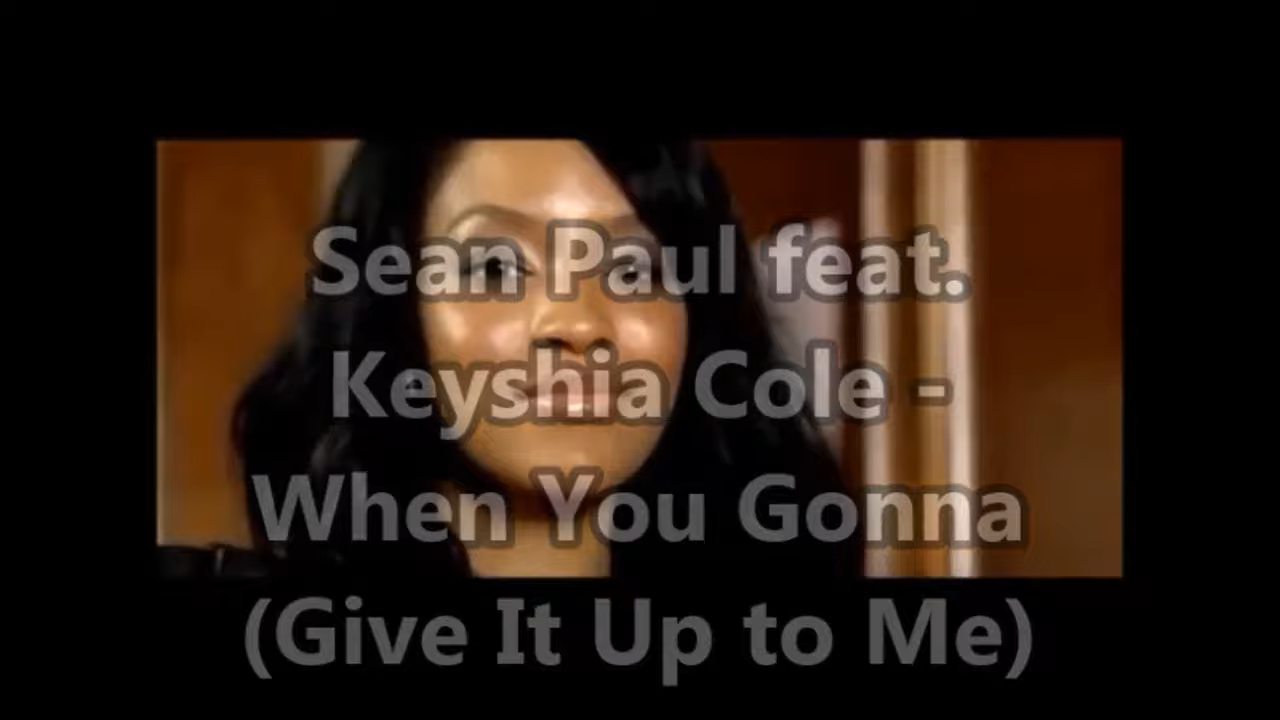 Sean Paul feat.
Keyshia Cole -
When You Gonna
(Give It Up to Me)